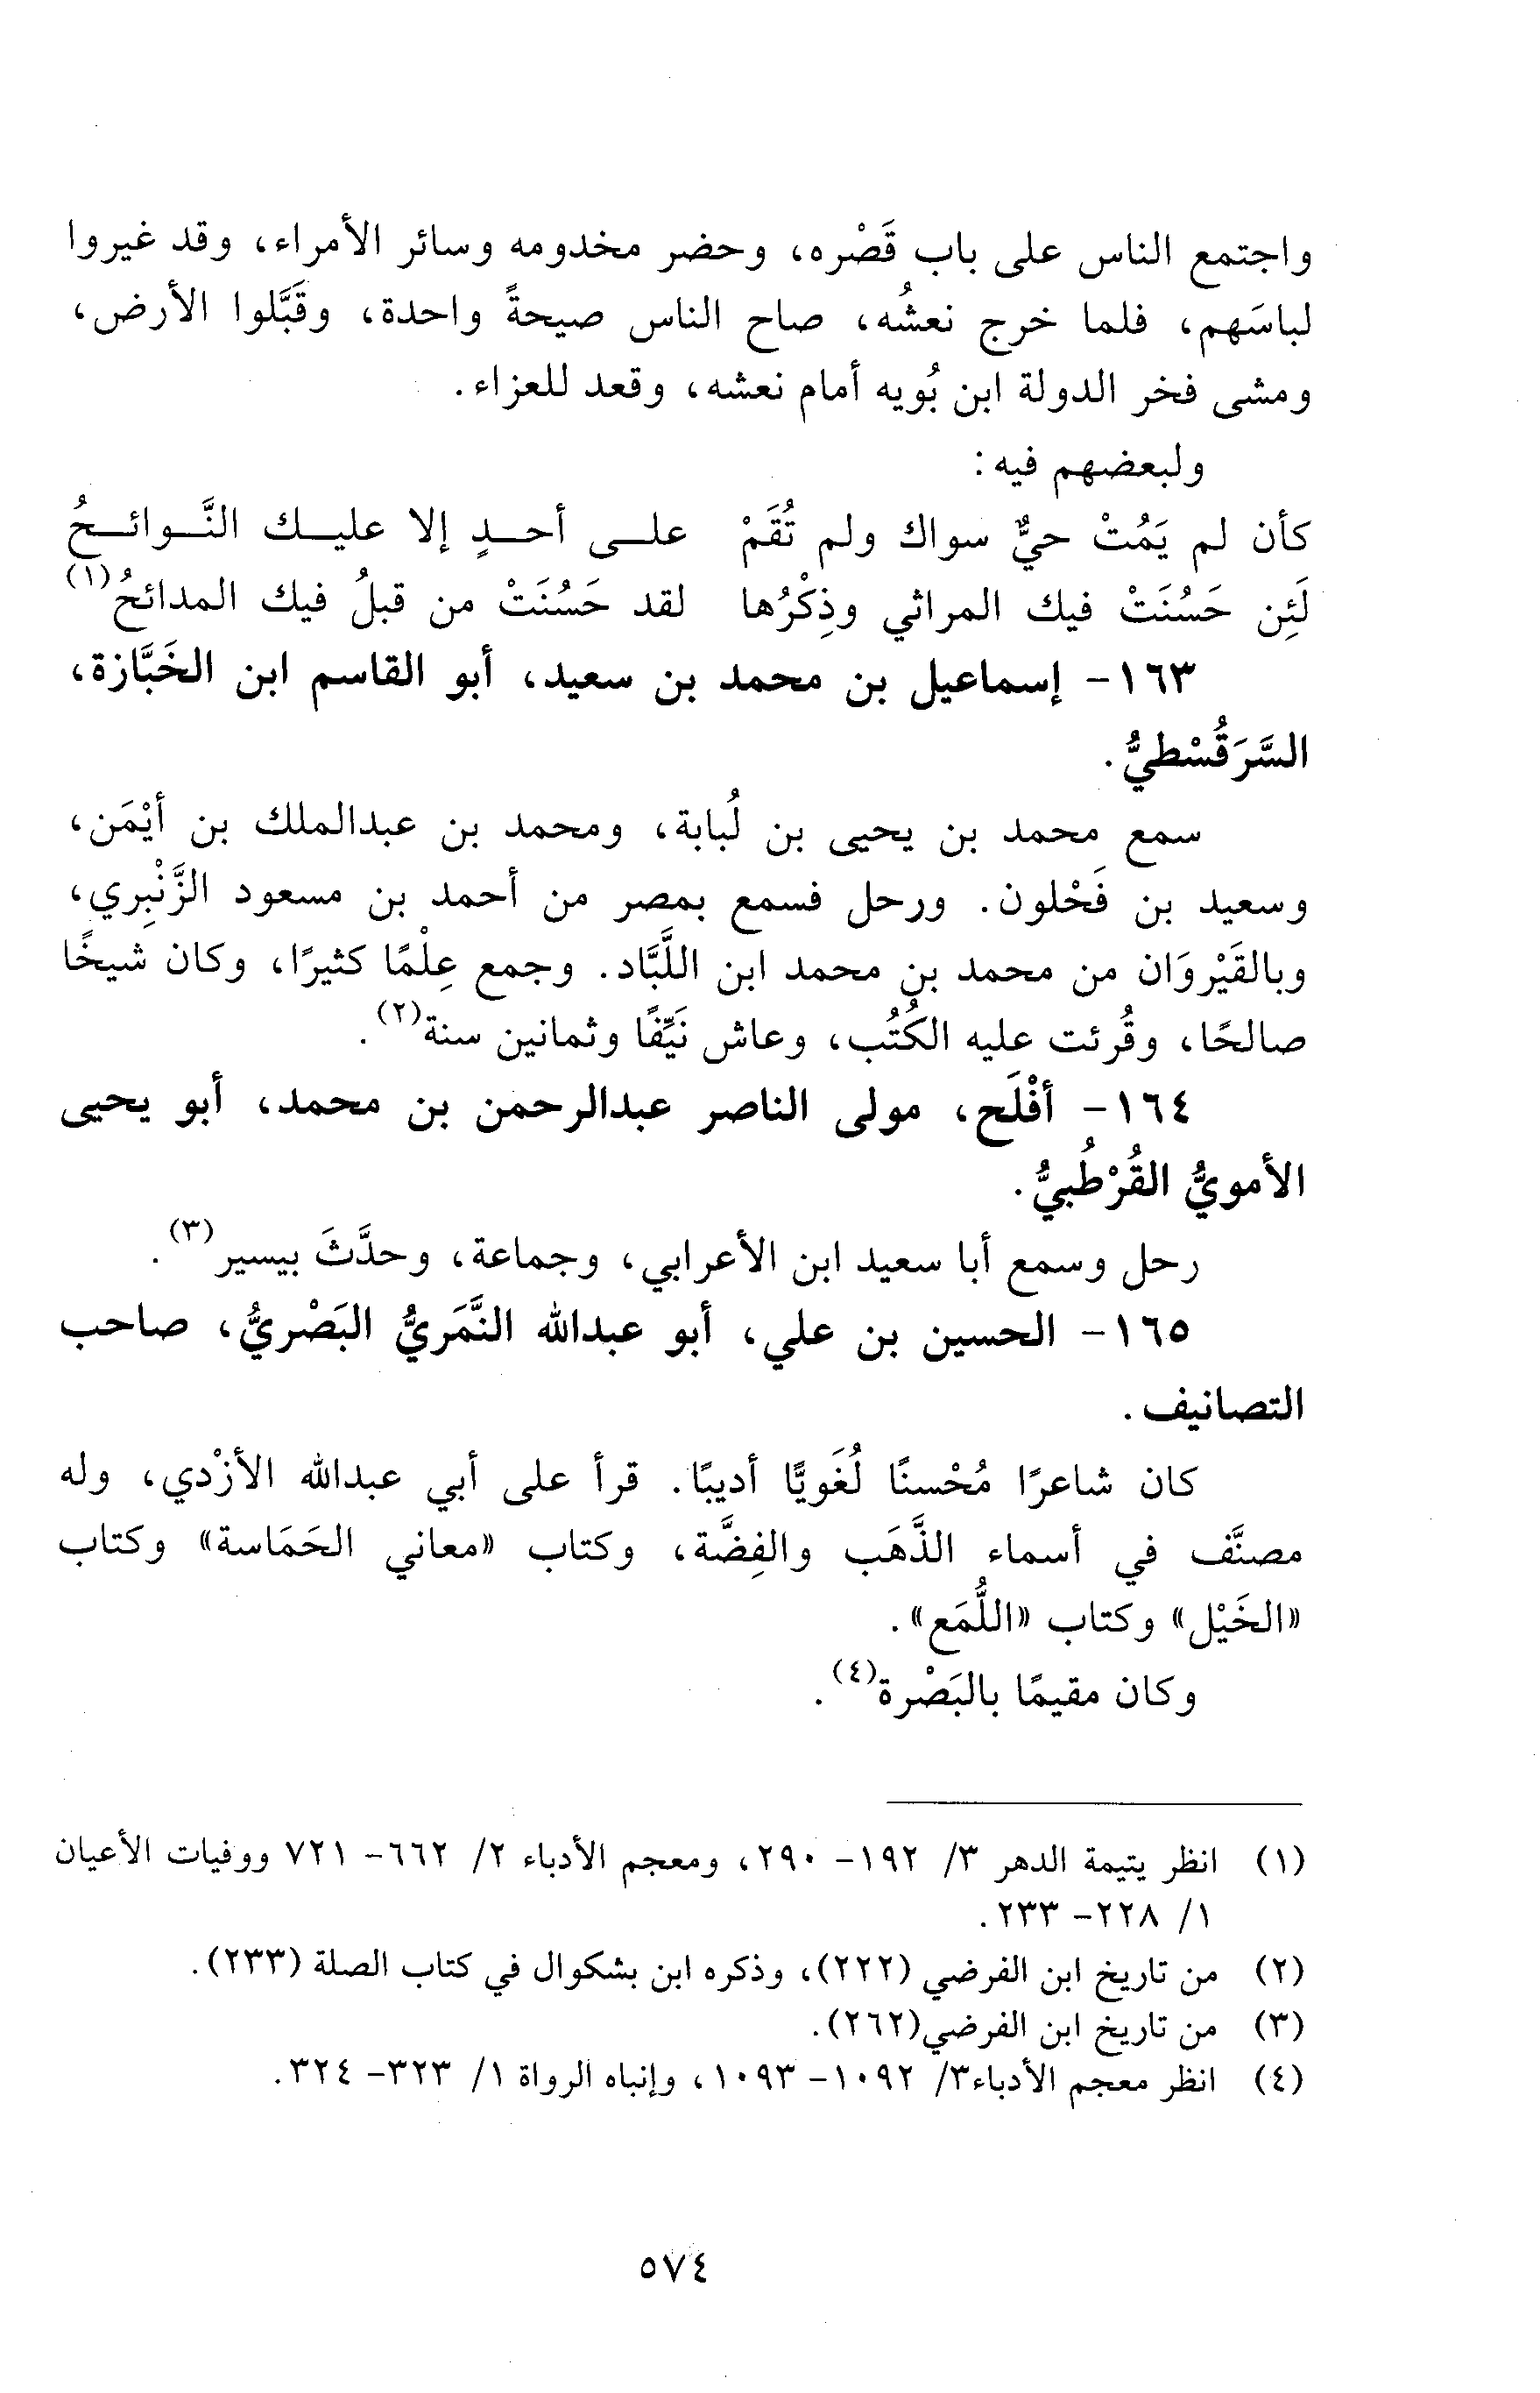 واجتمع الناس على باب قَصْره، وحضر مخدومه وسائر الأمراء، وقد غيروا
لباسَهم، فلما خرج نعشُه، صاح الناس صيحةً واحدة، وقَبَّلوا الأرض،
ومشى فخر الدولة ابن بُويه أمام نعشه، وقعد للعزاء.
ولبعضهم فيه:
كأن لم يَمُتْ حيٌّ سواك ولم تُقَمْ على أحدٍ إلا عليك النَّوائحُ
لَئِن حَسُنَتْ فيك المراثي وذِكْرُها لقد حَسُنَتْ من قبلُ فيك المدائحُ(١)
١٦٣- إسماعيل بن محمد بن سعيد، أبو القاسم ابن الخَبَّازة،
السَّرَقُسْطيُّ.
سمع محمد بن يحيى بن لُبابة، ومحمد بن عبدالملك بن أيْمَن،
وسعيد بن فَحْلون. ورحل فسمع بمصر من أحمد بن مسعود الزَّنْبِري،
وبالقَيْروَان من محمد بن محمد ابن اللَّبَّاد. وجمع عِلْمًا كثيرًا، وكان شيخًا
صالحًا، وقُرئت عليه الكُتُب، وعاش نَيِّفًا وثمانين سنة(٢).
١٦٤- أفْلَح، مولى الناصر عبدالرحمن بن محمد، أبو يحيى
الأمويُّ القُرْطُبيُّ.
رحل وسمع أبا سعيد ابن الأعرابي، وجماعة، وحدَّثَ بيسير(٣).
١٦٥- الحسين بن علي، أبو عبدالله النَّمَريُّ البَصْريُّ، صاحب
التصانيف.
كان شاعرًا مُحْسنًا لُغَويًّا أديبًا. قرأ على أبي عبدالله الأزْدي، وله
مصنَّف في أسماء الذَّهَب والفِضَّة، وكتاب «معاني الحَمَاسة» وكتاب
«الخَيْل» وكتاب «اللُّمَع».
وكان مقيمًا بالبَصْرة(٤).
(١) انظر يتيمة الدهر ٣/ ١٩٢- ٢٩٠، ومعجم الأدباء ٢/ ٦٦٢- ٧٢١ ووفيات الأعيان
١/ ٢٢٨- ٢٣٣.
(٢) من تاريخ ابن الفرضي (٢٢٢)، وذكره ابن بشكوال في كتاب الصلة (٢٣٣).
(٣) من تاريخ ابن الفرضي(٢٦٢).
(٤) انظر معجم الأدباء٣/ ١٠٩٢- ١٠٩٣، وإنباه الرواة ١/ ٣٢٣- ٣٢٤.
٥٧٤